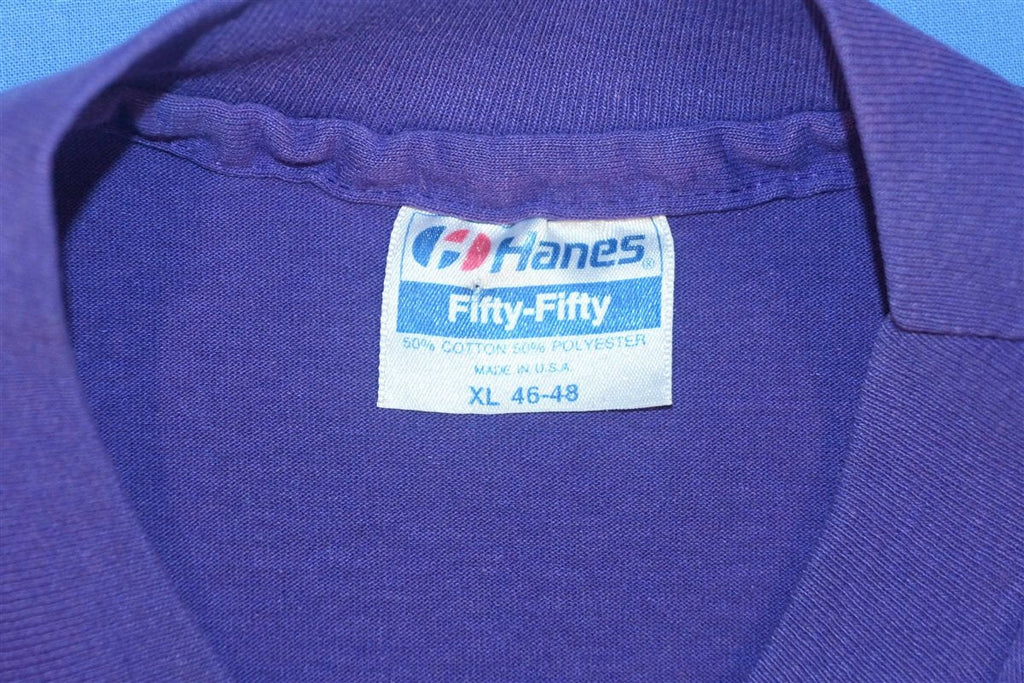 Hanes®
Fifty-Fifty
50% COTTON 50% POLYESTER
MADE IN U.S.A.
XL 46-48